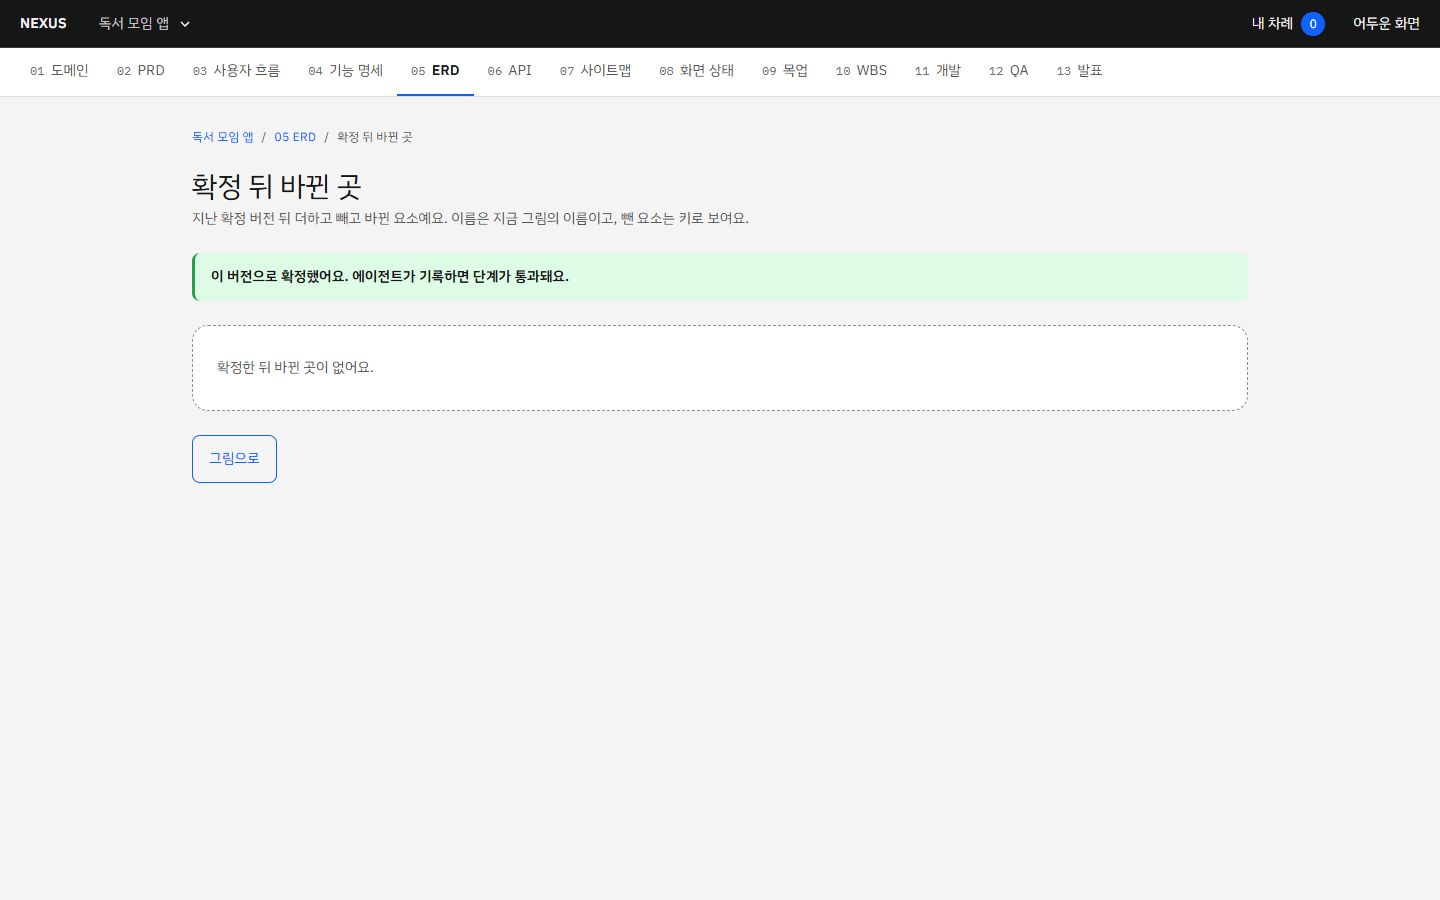 NEXUS 독서 모임 앱 내 차례 0 어두운 화면
01 도메인 02 PRD 03 사용자 흐름 04 기능 명세 05 ERD 06 API 07 사이트맵 08 화면 상태 09 목업 10 WBS 11 개발 12 QA 13 발표
독서 모임 앱 / 05 ERD / 확정 뒤 바뀐 곳
확정 뒤 바뀐 곳
지난 확정 버전 뒤 더하고 빼고 바뀐 요소예요. 이름은 지금 그림의 이름이고, 뺀 요소는 키로 보여요.
이 버전으로 확정했어요. 에이전트가 기록하면 단계가 통과돼요.
확정한 뒤 바뀐 곳이 없어요.
그림으로